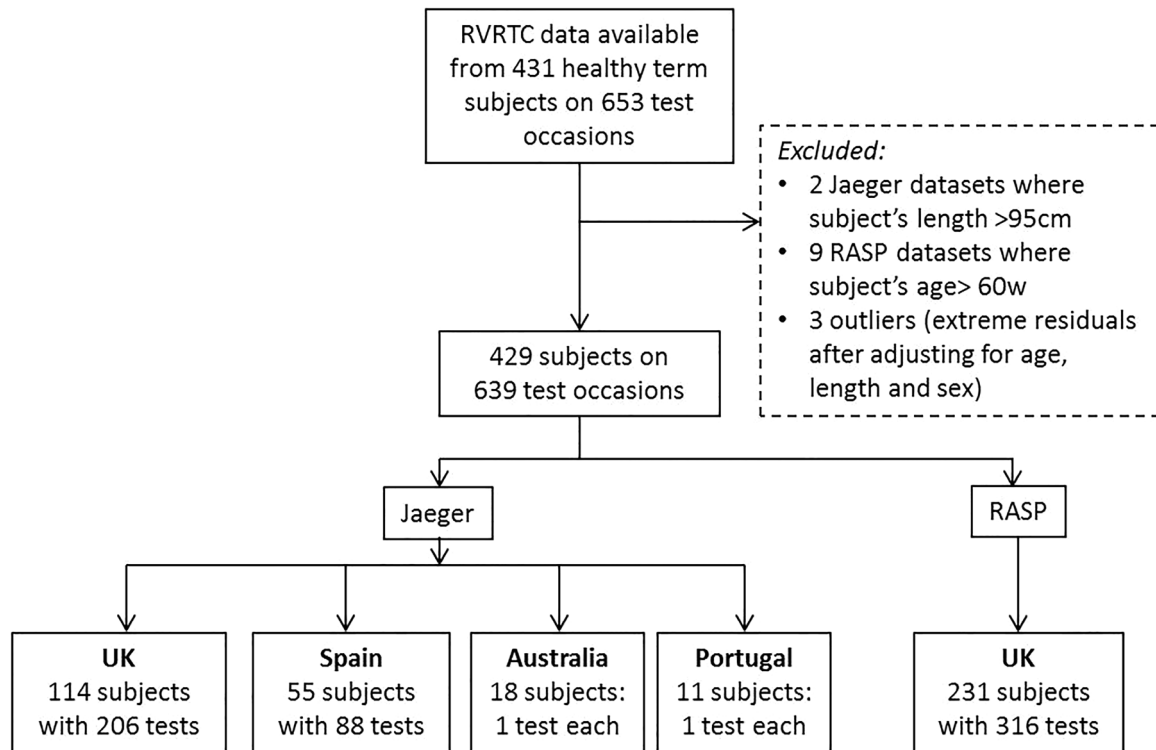 RVRTC data available
from 431 healthy term
subjects on 653 test
occasions
Excluded:
• 2 Jaeger datasets where
subject's length >95cm
• 9 RASP datasets where
subject's age> 60w
• 3 outliers (extreme residuals
after adjusting for age,
length and sex)
429 subjects on
639 test occasions
Jaeger
RASP
UK
114 subjects
with 206 tests
Spain
55 subjects
with 88 tests
Australia
18 subjects:
1 test each
Portugal
11 subjects:
1 test each
UK
231 subjects
with 316 tests